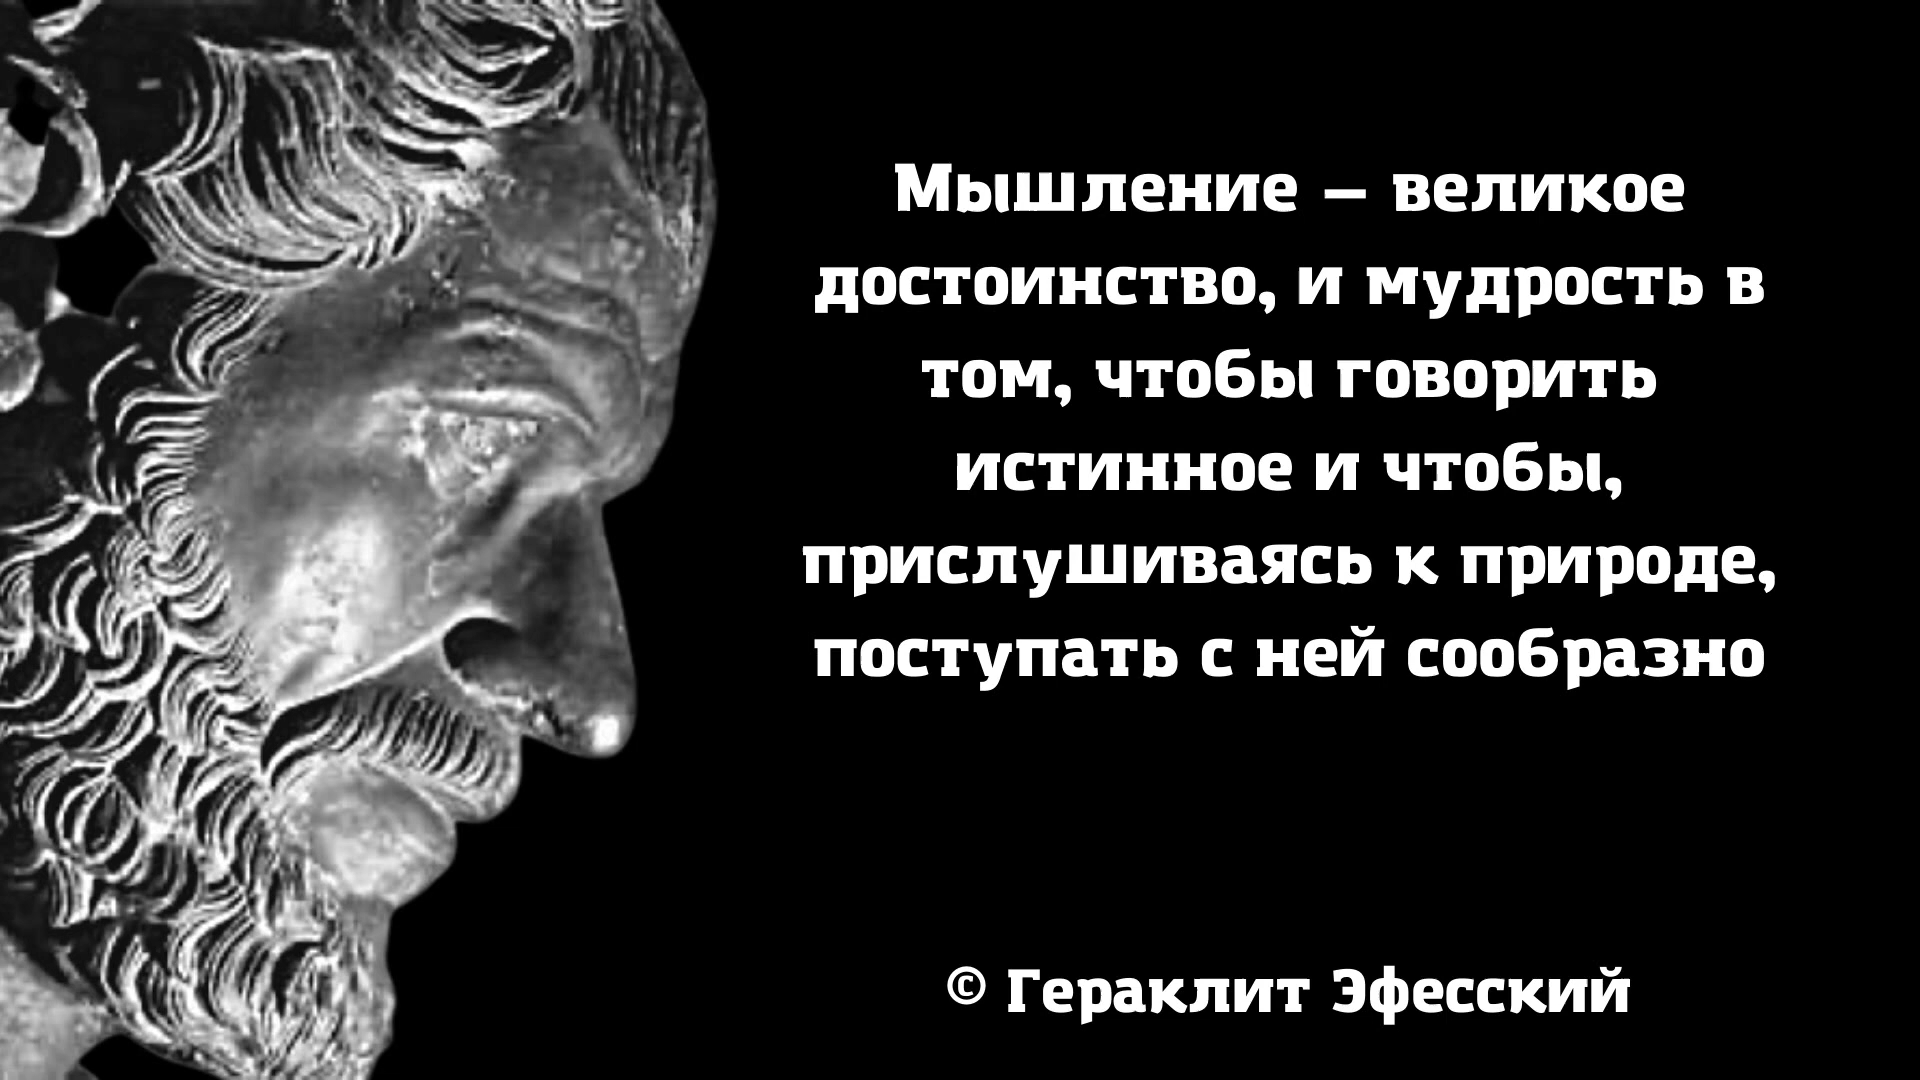 Мышление – великое
достоинство, и мудрость в
том, чтобы говорить
истинное и чтобы,
прислушиваясь к природе,
поступать с ней сообразно
© Гераклит Эфесский